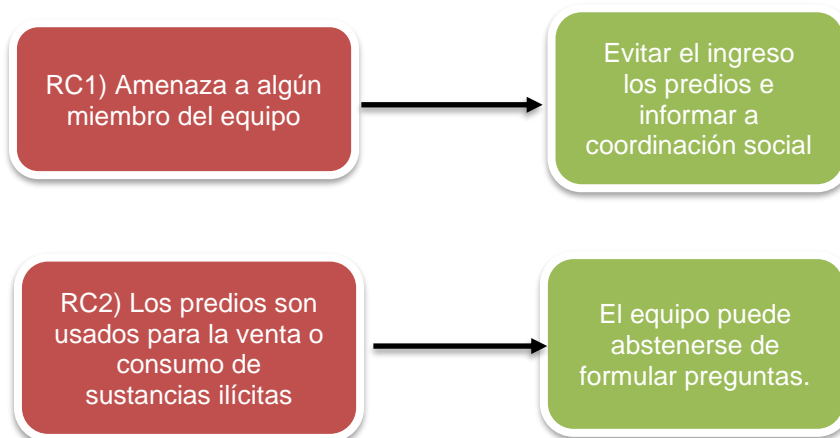 RC1) Amenaza a algún
miembro del equipo
Evitar el ingreso
los predios e
informar a
coordinación social
RC2) Los predios son
usados para la venta o
consumo de
sustancias ilícitas
El equipo puede
abstenerse de
formular preguntas.